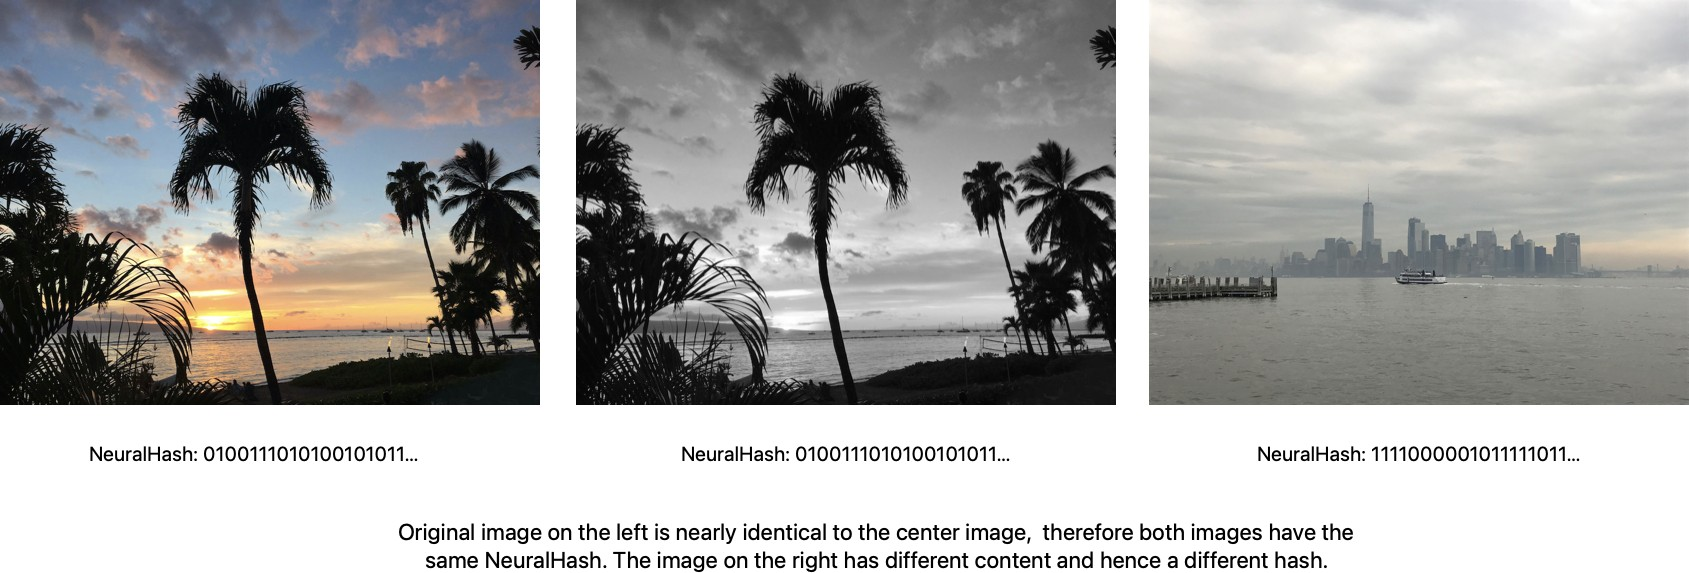 NeuralHash: 0100111010100101011...
NeuralHash: 0100111010100101011...
NeuralHash: 1111000001011111011...
Original image on the left is nearly identical to the center image,  therefore both images have the
same NeuralHash. The image on the right has different content and hence a different hash.